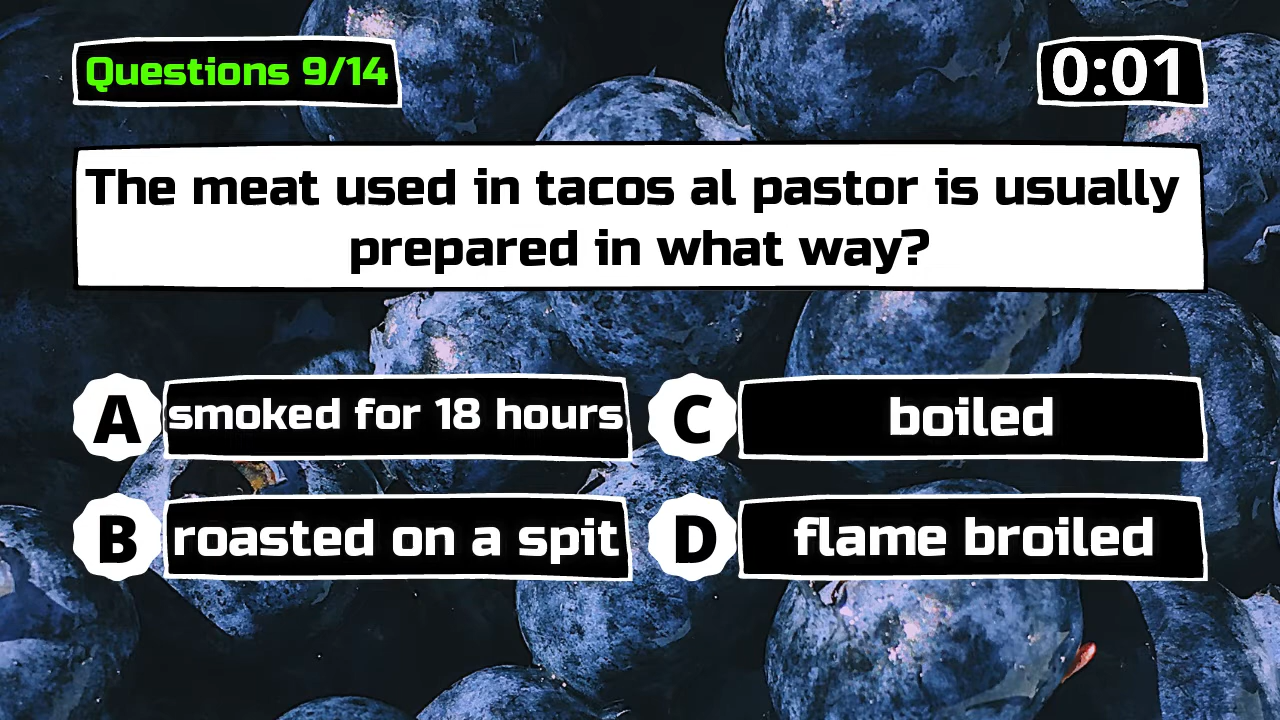 Questions 9/14
0:01
The meat used in tacos al pastor is usually
prepared in what way?
A smoked for 18 hours
B roasted on a spit
C boiled
D flame broiled